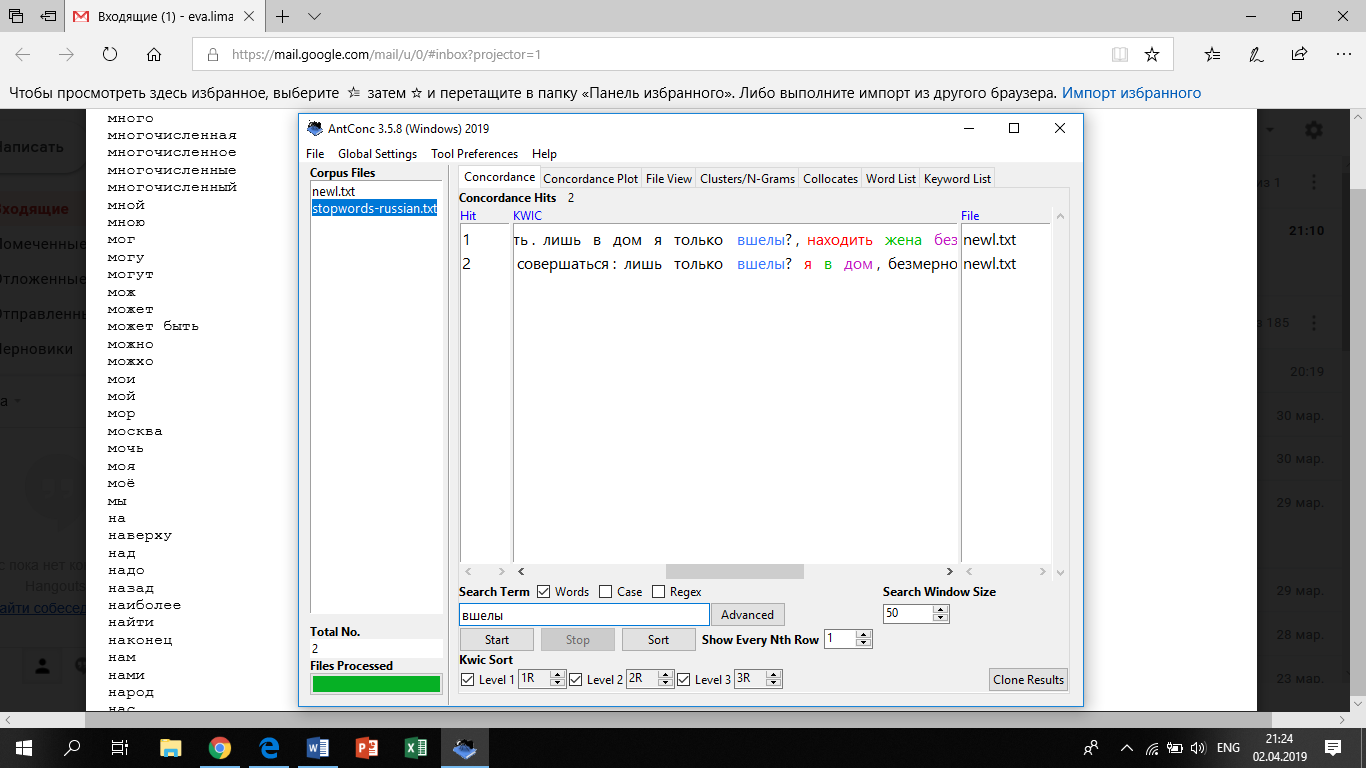 Входящие (1) - eva.lima
https://mail.google.com/mail/u/0/#inbox?projector=1
Чтобы просмотреть здесь избранное, выберите ☆ затем ☆ и перетащите в папку «Панель избранного». Либо выполните импорт из другого браузера. Импорт избранного
много
многочисленная
многочисленное
многочисленные
многочисленный
мной
мною
мог
могу
могут
мож
может
может быть
можно
можхо
мои
мой
мор
москва
мочь
моя
моё
мы
на
наверху
над
надо
назад
наиболее
найти
наконец
нам
нами
народ
нас
AntConc 3.5.8 (Windows) 2019
File Global Settings Tool Preferences Help
Corpus Files
newl.txt
stopwords-russian.txt
Total No.
2
Files Processed
Concordance Concordance Plot File View Clusters/N-Grams Collocates Word List Keyword List
Concordance Hits 2
Hit KWIC File
1 ть. лишь в дом я только вшелы?, находить жена без newl.txt
2 совершаться: лишь только вшелы? я в дом, безмерно newl.txt
Search Term Words Case Regex Search Window Size
вшелы Advanced 50
Start Stop Sort Show Every Nth Row 1
Kwic Sort
Level 1 1R Level 2 2R Level 3 3R Clone Results
аписать
ходящие
омеченные
тложенные
тправленны
ерновики
а
с пока нет ко
Hangouts
айти собесед
из 1
21:10
з 185
20:19
30 мар.
30 мар.
29 мар.
29 мар.
28 мар.
23 мар.
ENG
21:24
02.04.2019